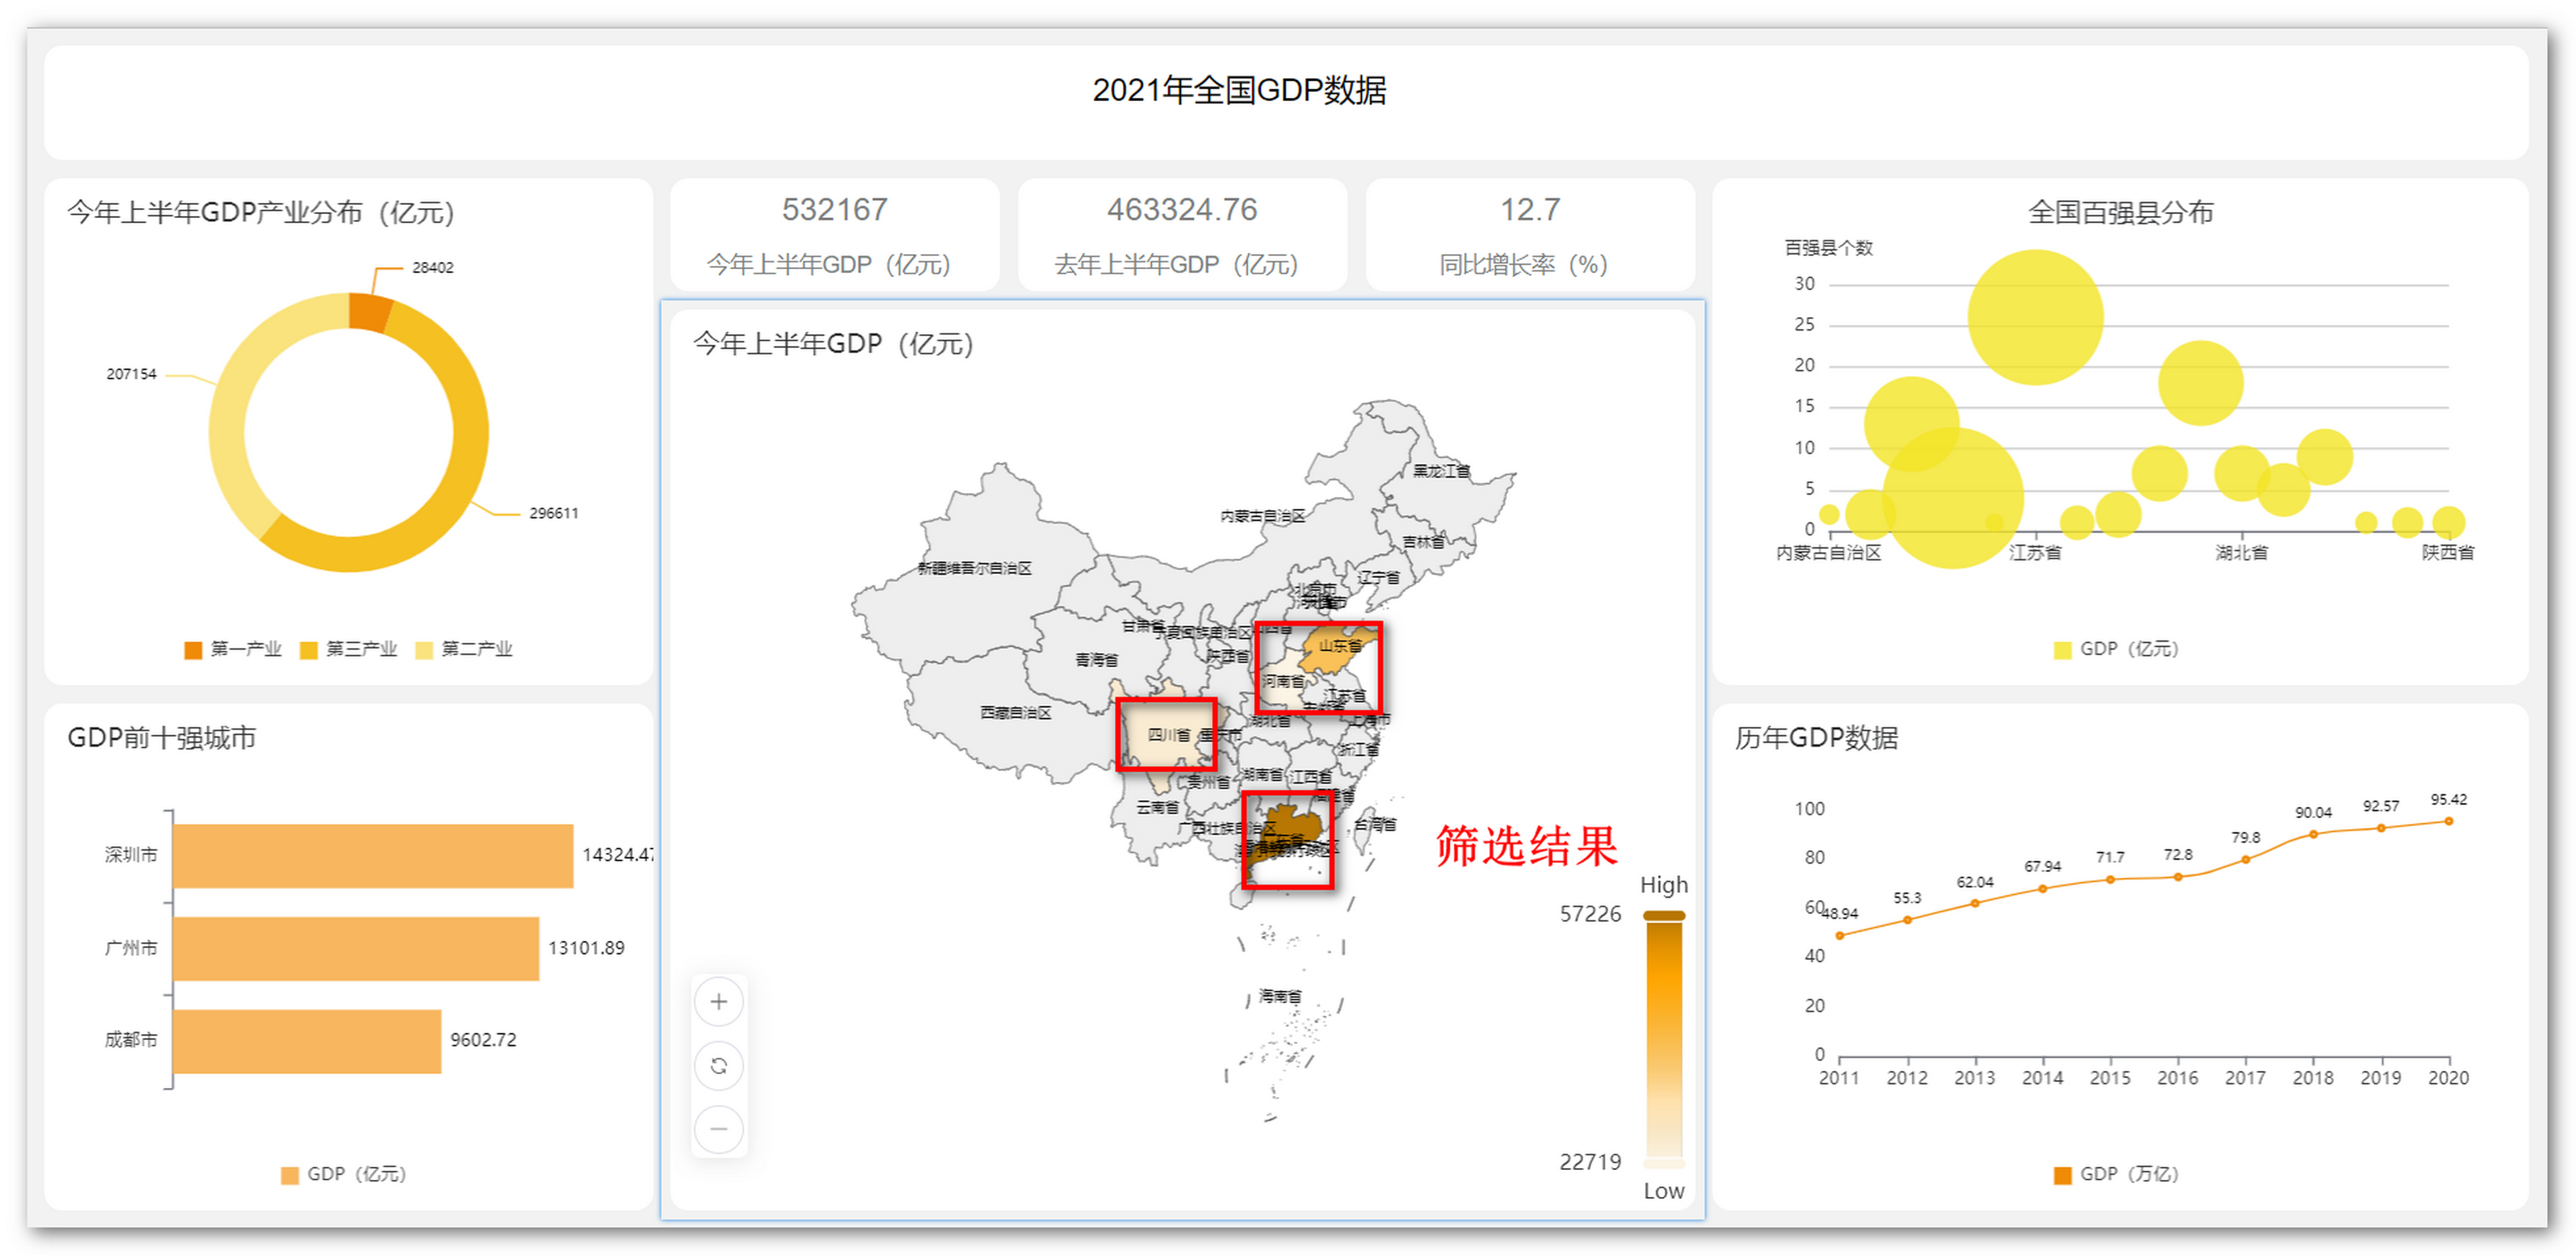 2021年全国GDP数据
今年上半年GDP产业分布（亿元）
28402
207154
296611
第一产业
第三产业
第二产业
532167
今年上半年GDP（亿元）
463324.76
去年上半年GDP（亿元）
12.7
同比增长率（%）
全国百强县分布
百强县个数
30
25
20
15
10
5
0
内蒙古自治区
江苏省
湖北省
陕西省
GDP（亿元）
今年上半年GDP（亿元）
黑龙江省
内蒙古自治区
吉林省
新疆维吾尔自治区
辽宁省
北京市
甘肃省
宁夏回族自治区
山东省
陕西省
青海省
河南省
江苏省
西藏自治区
湖北省
上海市
四川省
重庆市
浙江省
湖南省
江西省
贵州省
福建省
云南省
台湾省
广西壮族自治区
海南省
筛选结果
High
57226
22719
Low
GDP前十强城市
深圳市
14324.47
广州市
13101.89
成都市
9602.72
GDP（亿元）
历年GDP数据
100
80
60
40
20
0
48.94
55.3
62.04
67.94
71.7
72.8
79.8
90.04
92.57
95.42
2011
2012
2013
2014
2015
2016
2017
2018
2019
2020
GDP（万亿）